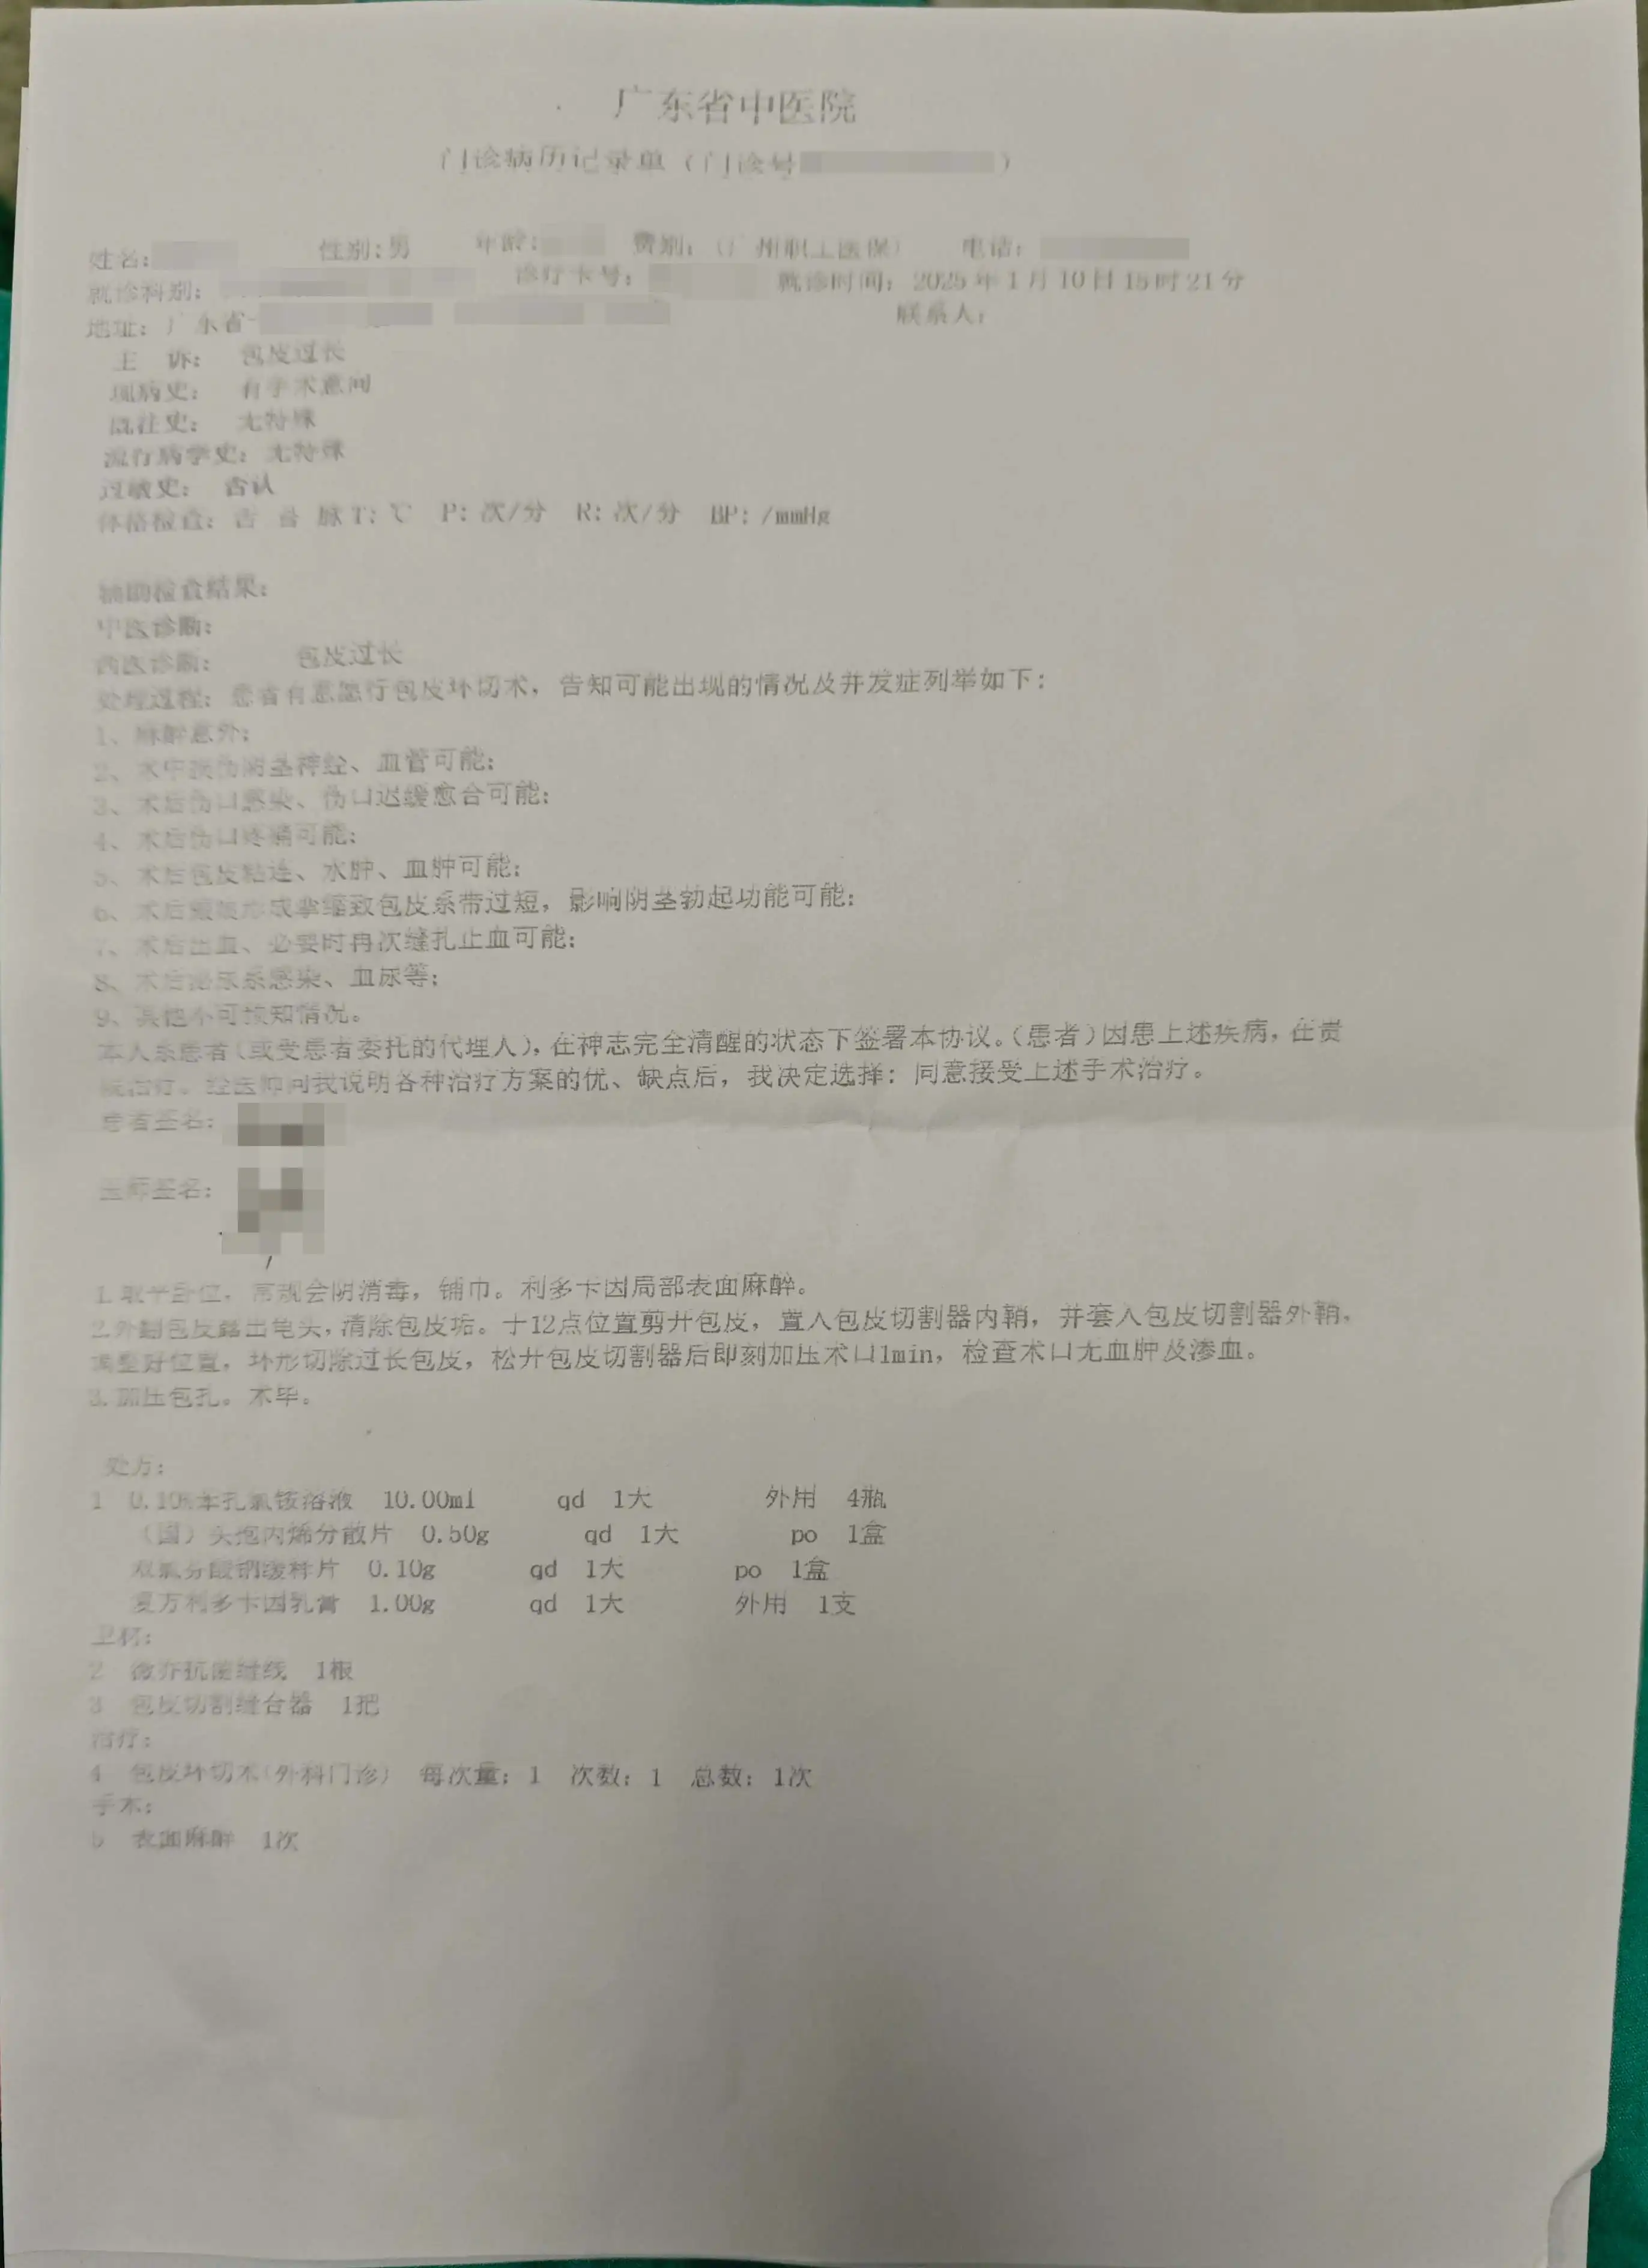 广东省中医院
门诊病历记录单（门诊号 ）
姓名: 性别:男 年龄: 费别:（广州职工医保） 电话:
就诊科别: 诊疗卡号: 就诊时间: 2025年1月10日15时21分
地址: 广东省 联系人:
主 诉: 包皮过长
现病史: 有手术意向
既往史: 无特殊
流行病学史: 无特殊
过敏史: 否认
体格检查: 舌 苔 脉 T: ℃ P: 次/分 R: 次/分 BP: /mmHg
辅助检查结果:
中医诊断:
西医诊断: 包皮过长
处理过程: 患者有意愿行包皮环切术，告知可能出现的情况及并发症列举如下:
1、麻醉意外;
2、术中损伤阴茎神经、血管可能;
3、术后伤口感染、伤口迟缓愈合可能;
4、术后伤口疼痛可能;
5、术后包皮粘连、水肿、血肿可能;
6、术后瘢痕形成挛缩致包皮系带过短，影响阴茎勃起功能可能;
7、术后出血、必要时再次缝扎止血可能;
8、术后泌尿系感染、血尿等;
9、其他不可预知情况。
本人系患者(或受患者委托的代理人)，在神志完全清醒的状态下签署本协议。(患者)因患上述疾病，在贵
院治疗。经医师向我说明各种治疗方案的优、缺点后，我决定选择: 同意接受上述手术治疗。
患者签名:
医师签名:
1.取平卧位，常规会阴消毒，铺巾。利多卡因局部表面麻醉。
2.外翻包皮露出龟头，清除包皮垢。于12点位置剪开包皮，置入包皮切割器内鞘，并套入包皮切割器外鞘，
调整好位置，环形切除过长包皮，松开包皮切割器后即刻加压术口1min，检查术口无血肿及渗血。
3.加压包扎。术毕。
处方:
1 0.10%苯扎氯铵溶液 10.00ml qd 1天 外用 4瓶
（国）头孢丙烯分散片 0.50g qd 1天 po 1盒
双氯芬酸钠缓释片 0.10g qd 1天 po 1盒
复方利多卡因乳膏 1.00g qd 1天 外用 1支
卫材:
2 微乔抗菌缝线 1根
3 包皮切割缝合器 1把
治疗:
4 包皮环切术(外科门诊) 每次量: 1 次数: 1 总数: 1次
手术:
5 表面麻醉 1次